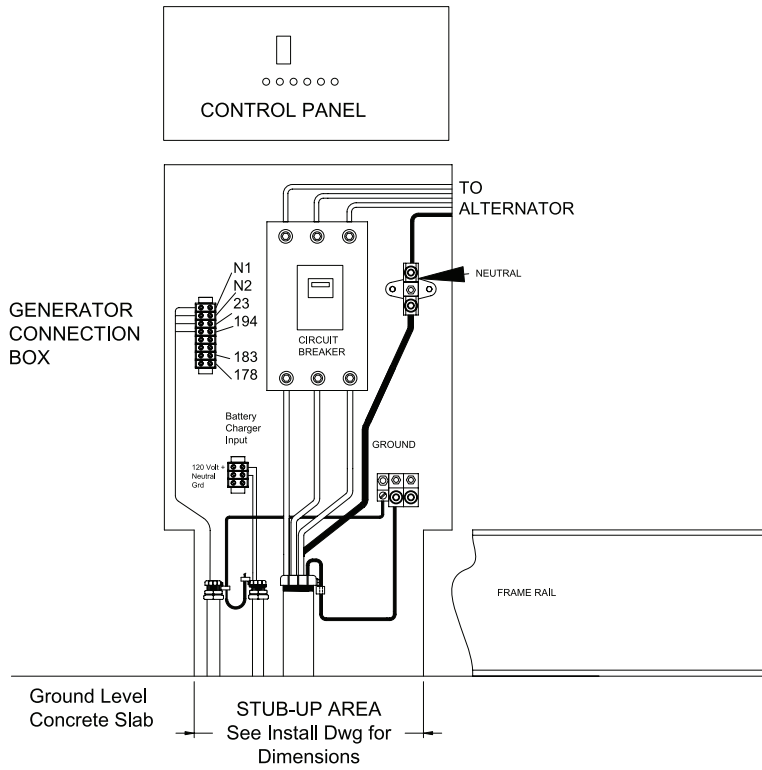 CONTROL PANEL
TO
ALTERNATOR
NEUTRAL
N1
N2
23
194
183
178
GENERATOR
CONNECTION
BOX
CIRCUIT
BREAKER
Battery
Charger
Input
120 Volt +
Neutral
Grd
GROUND
FRAME RAIL
Ground Level
Concrete Slab
STUB-UP AREA
See Install Dwg for
Dimensions